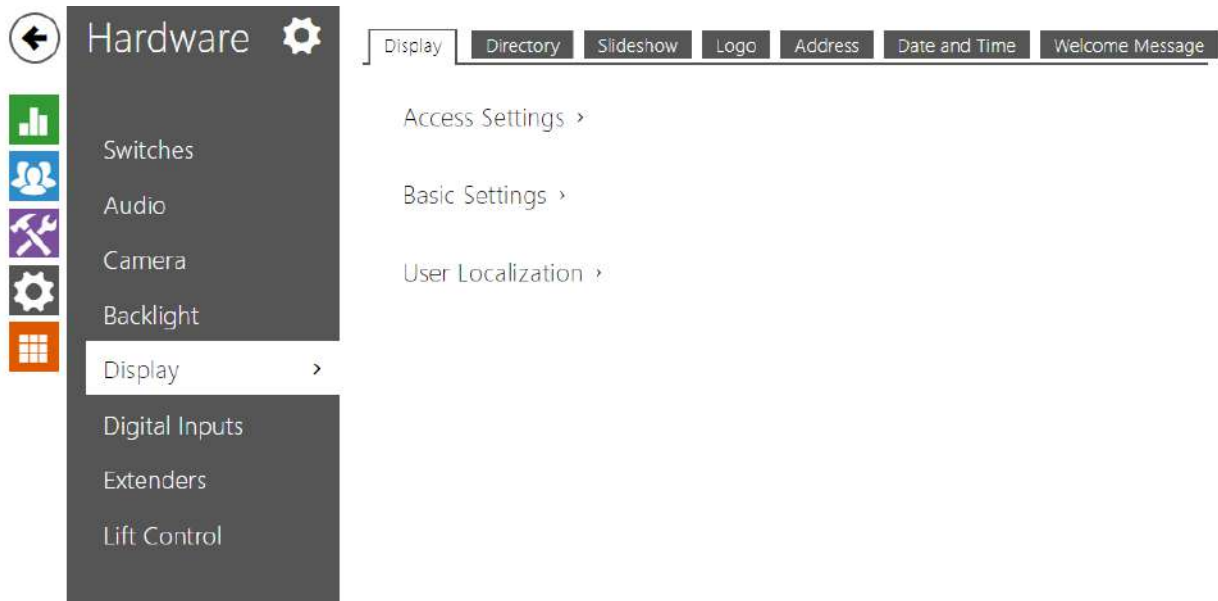 Hardware
Display Directory Slideshow Logo Address Date and Time Welcome Message
Access Settings ›
Switches
Basic Settings ›
Audio
Camera
User Localization ›
Backlight
Display ›
Digital Inputs
Extenders
Lift Control